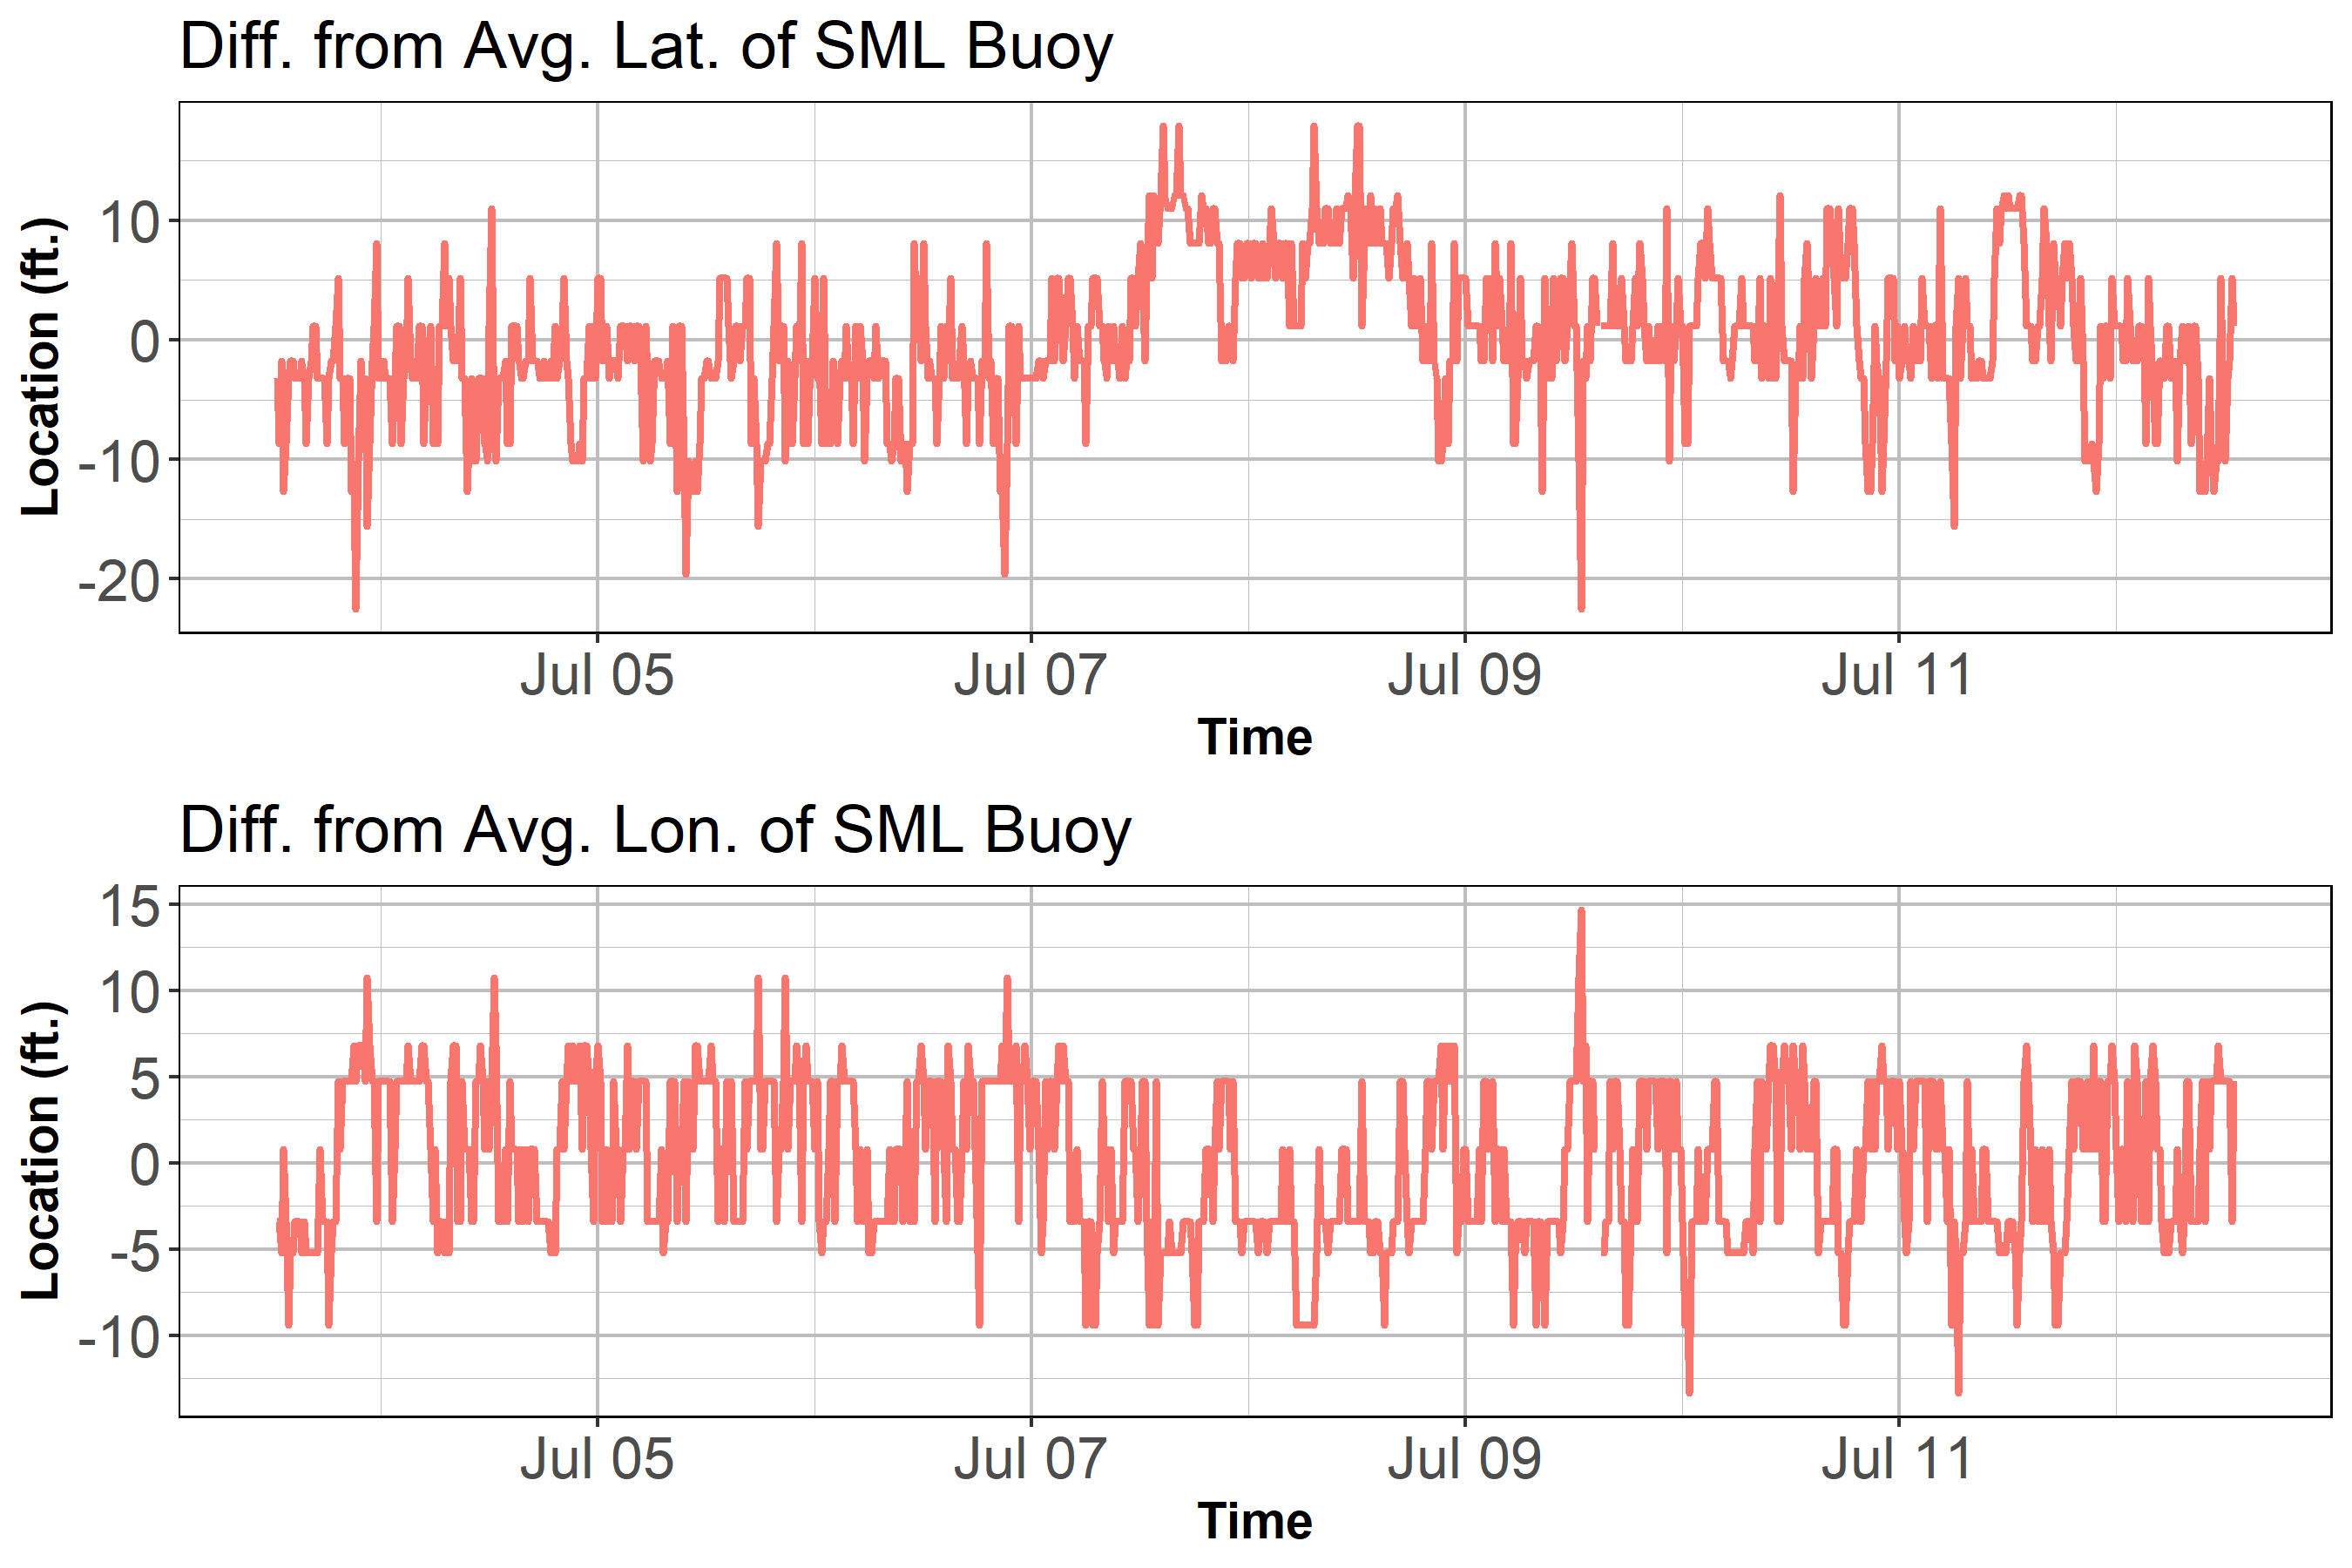 Diff. from Avg. Lat. of SML Buoy
Location (ft.)
10
0
-10
-20
Jul 05 Jul 07 Jul 09 Jul 11
Time
Diff. from Avg. Lon. of SML Buoy
Location (ft.)
15
10
5
0
-5
-10
Jul 05 Jul 07 Jul 09 Jul 11
Time